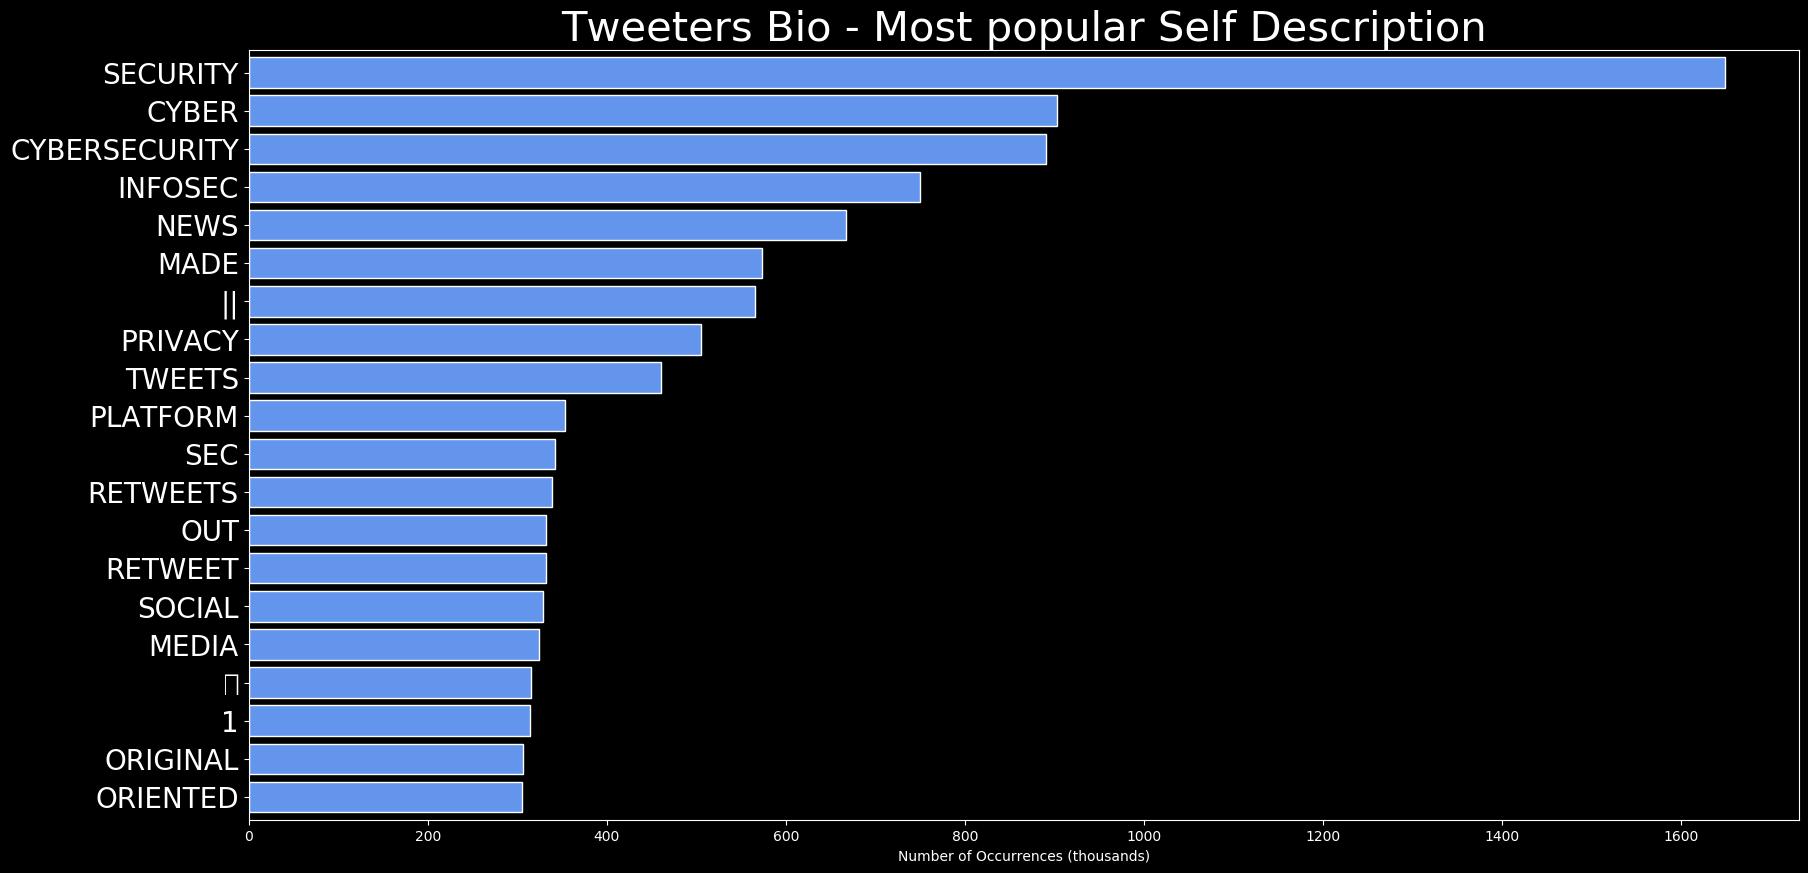 Tweeters Bio - Most popular Self Description
SECURITY
CYBER
CYBERSECURITY
INFOSEC
NEWS
MADE
||
PRIVACY
TWEETS
PLATFORM
SEC
RETWEETS
OUT
RETWEET
SOCIAL
MEDIA
1
ORIGINAL
ORIENTED
0 200 400 600 800 1000 1200 1400 1600
Number of Occurrences (thousands)